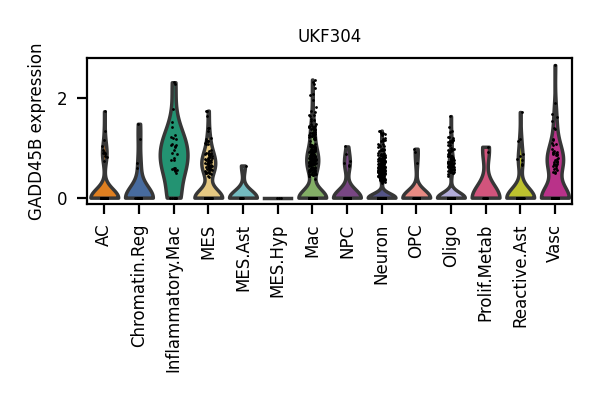 UKF304
GADD45B expression
2
0
AC
Chromatin.Reg
Inflammatory.Mac
MES
MES.Ast
MES.Hyp
Mac
NPC
Neuron
OPC
Oligo
Prolif.Metab
Reactive.Ast
Vasc